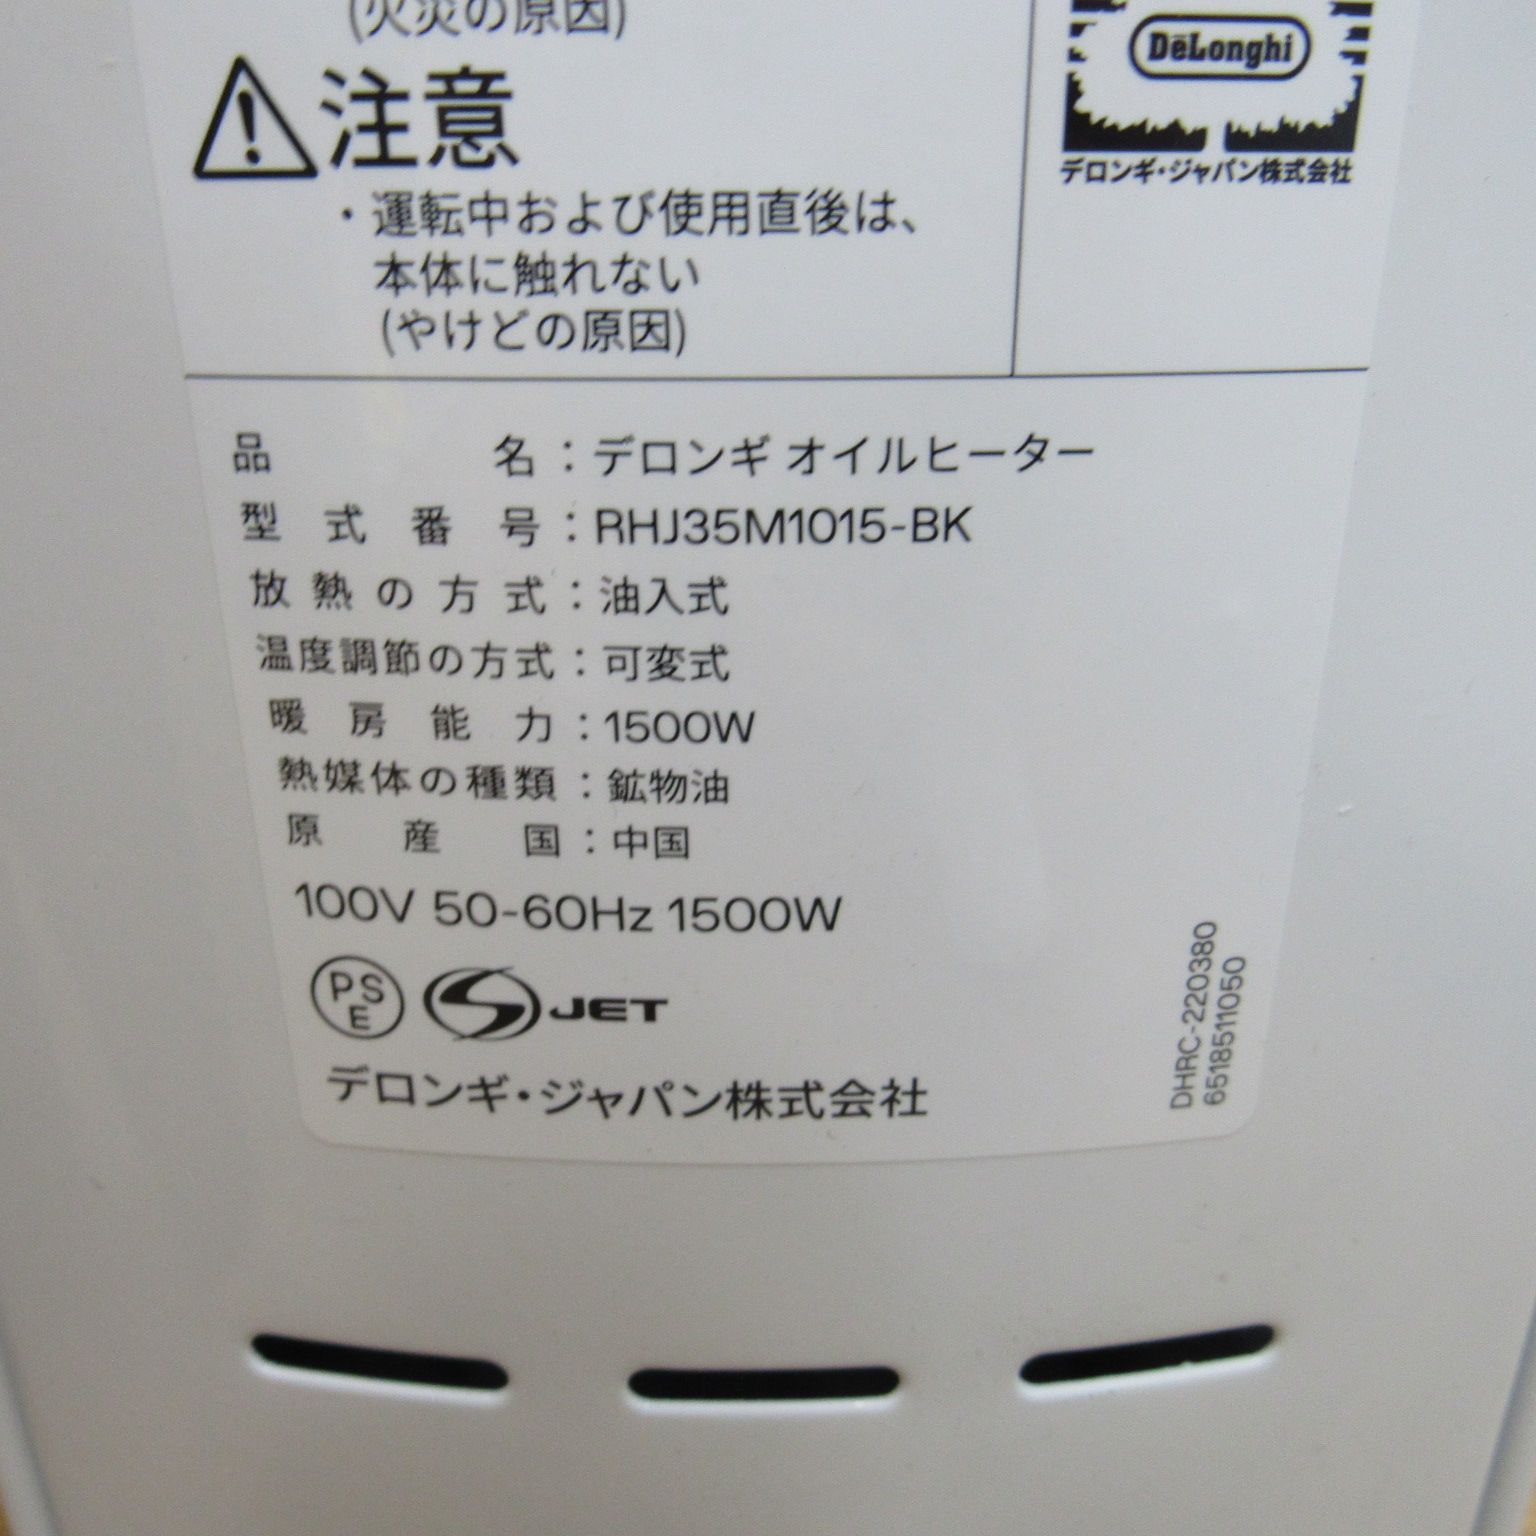 (火災の原因)
注意
・運転中および使用直後は、
本体に触れない
(やけどの原因)
DēLonghi
デロンギ・ジャパン株式会社
品名：デロンギ オイルヒーター
型式番号：RHJ35M1015-BK
放熱の方式：油入式
温度調節の方式：可変式
暖房能力：1500W
熱媒体の種類：鉱物油
原産国：中国
100V 50-60Hz 1500W
PSE JET
デロンギ・ジャパン株式会社
DHRC-220380
6518511050